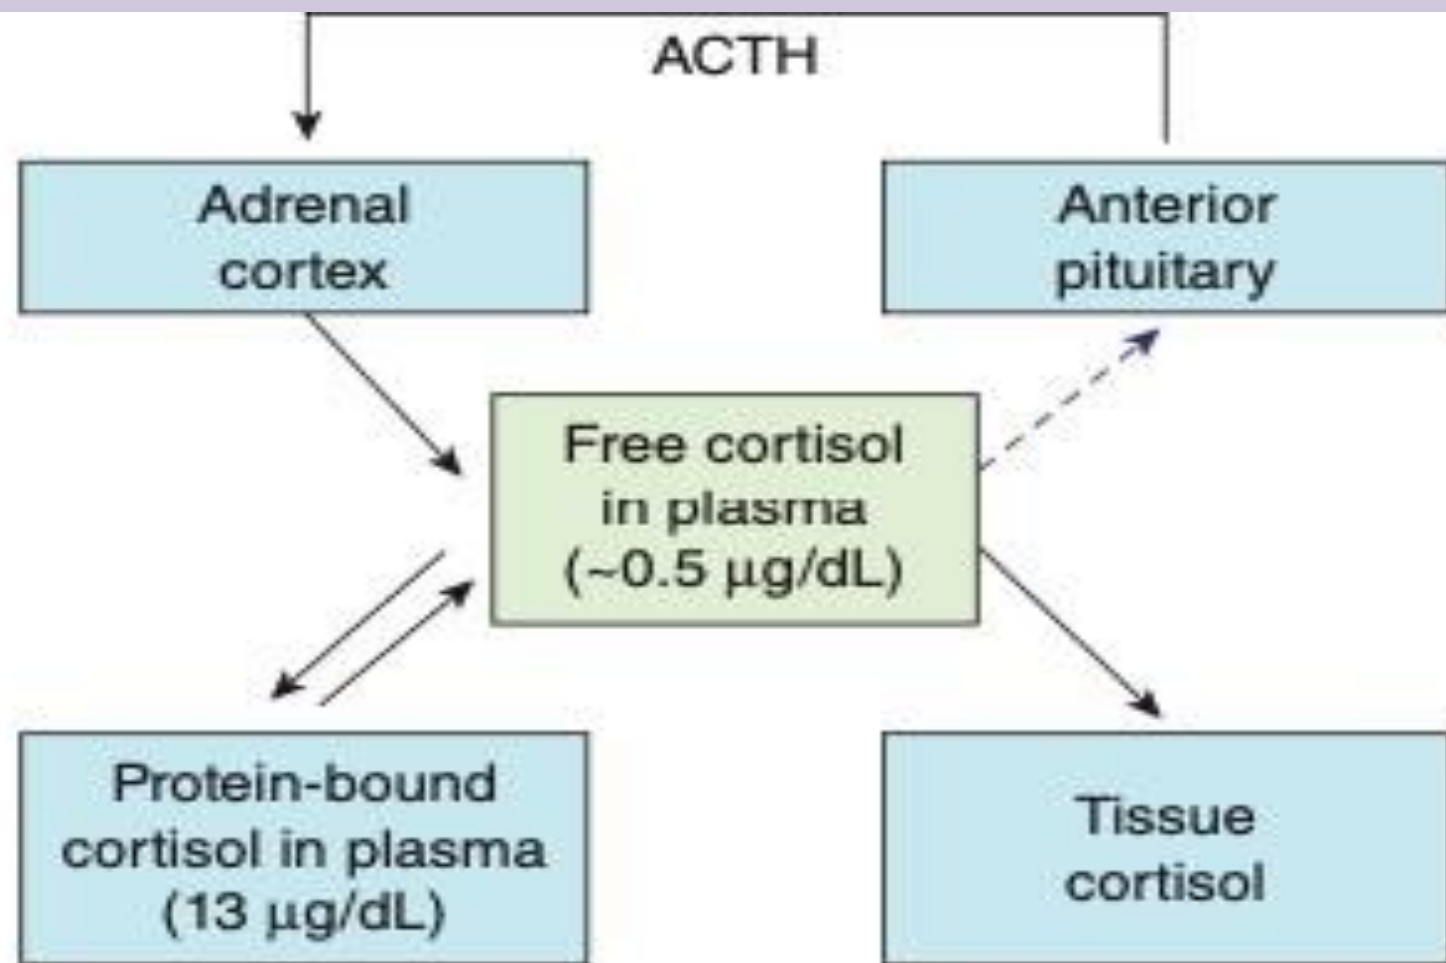 ACTH
Adrenal
cortex
Anterior
pituitary
Free cortisol
in plasma
(~0.5 µg/dL)
Protein-bound
cortisol in plasma
(13 µg/dL)
Tissue
cortisol